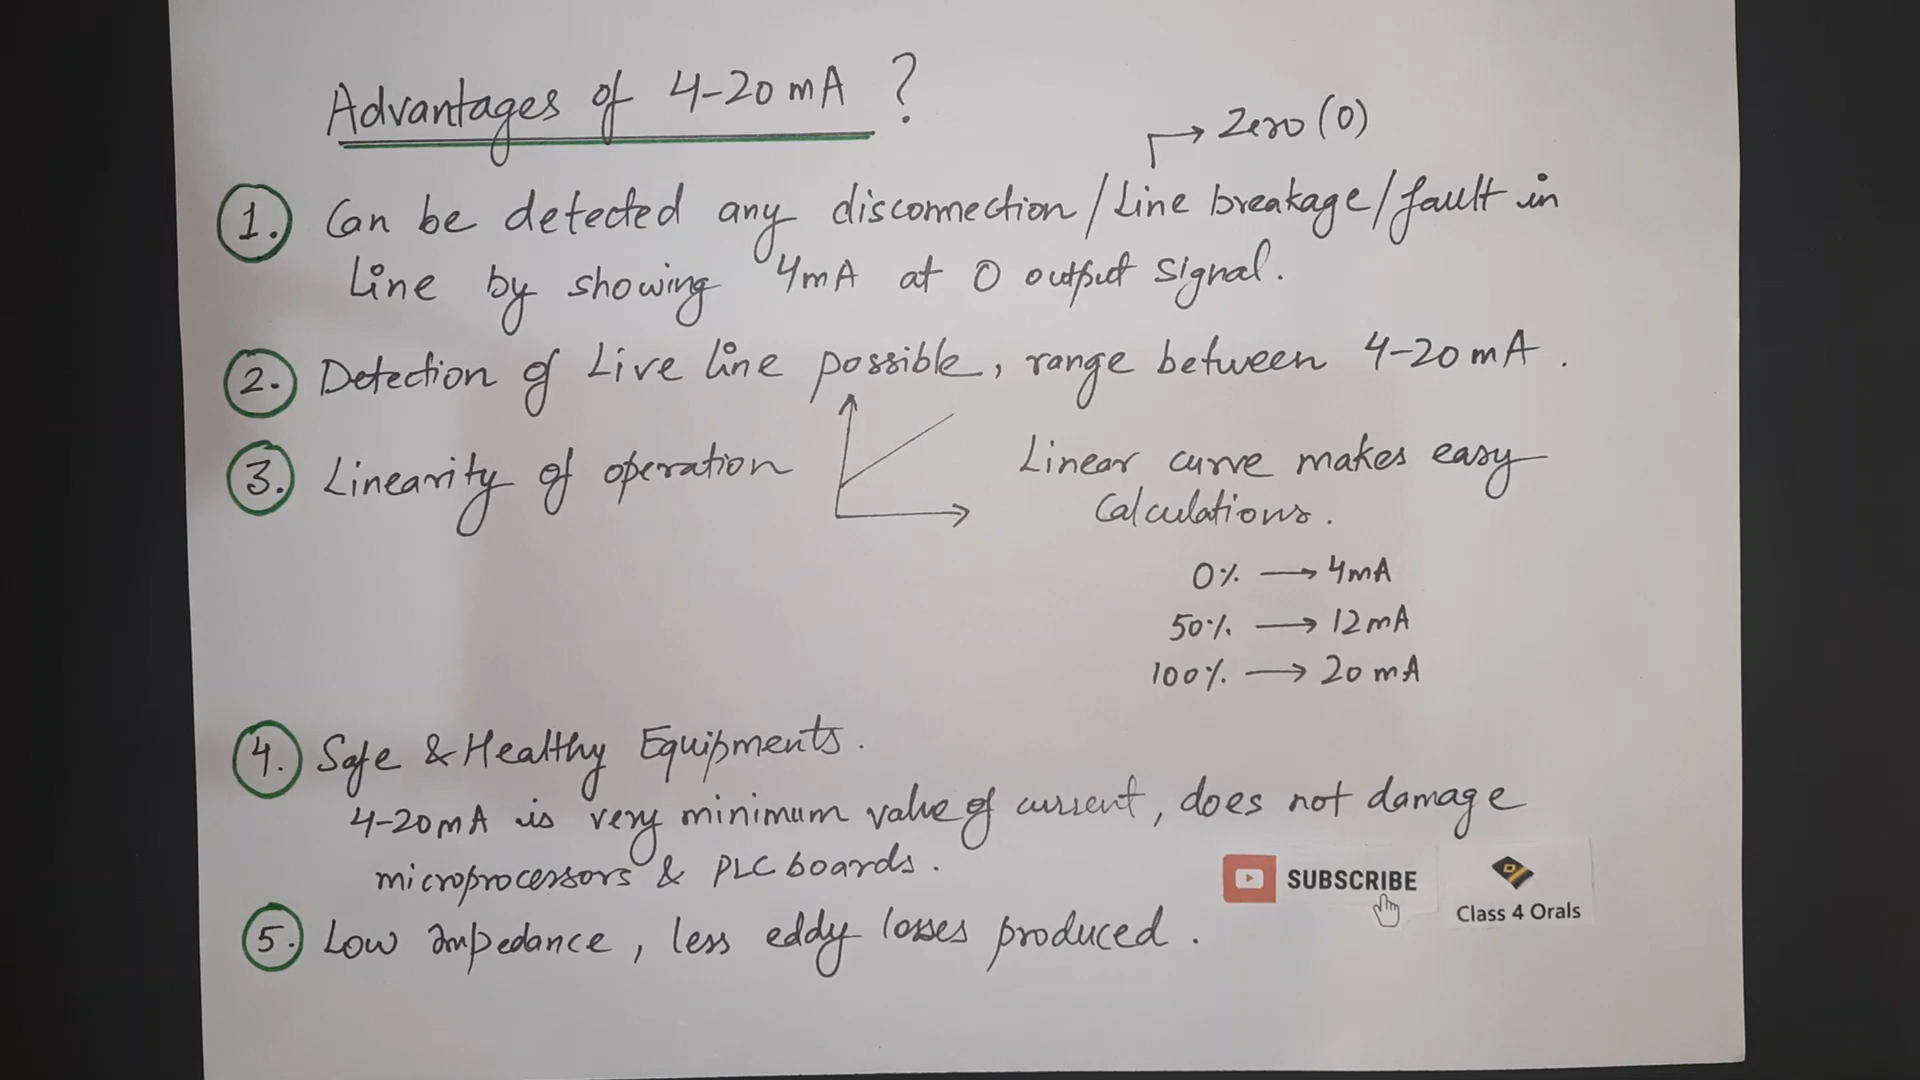 Advantages of 4-20 mA ?
→ Zero (0)
1. Can be detected any disconnection/Line breakage/fault in
Line by showing 4mA at 0 output signal.
2. Detection of Live line possible, range between 4-20 mA.
3. Linearity of operation
Linear curve makes easy
Calculations.
0% → 4mA
50% → 12mA
100% → 20 mA
4. Safe & Healthy Equipments.
4-20mA is very minimum value of current, does not damage
microprocessors & PLC boards.
SUBSCRIBE
Class 4 Orals
5. Low impedance, less eddy losses produced.